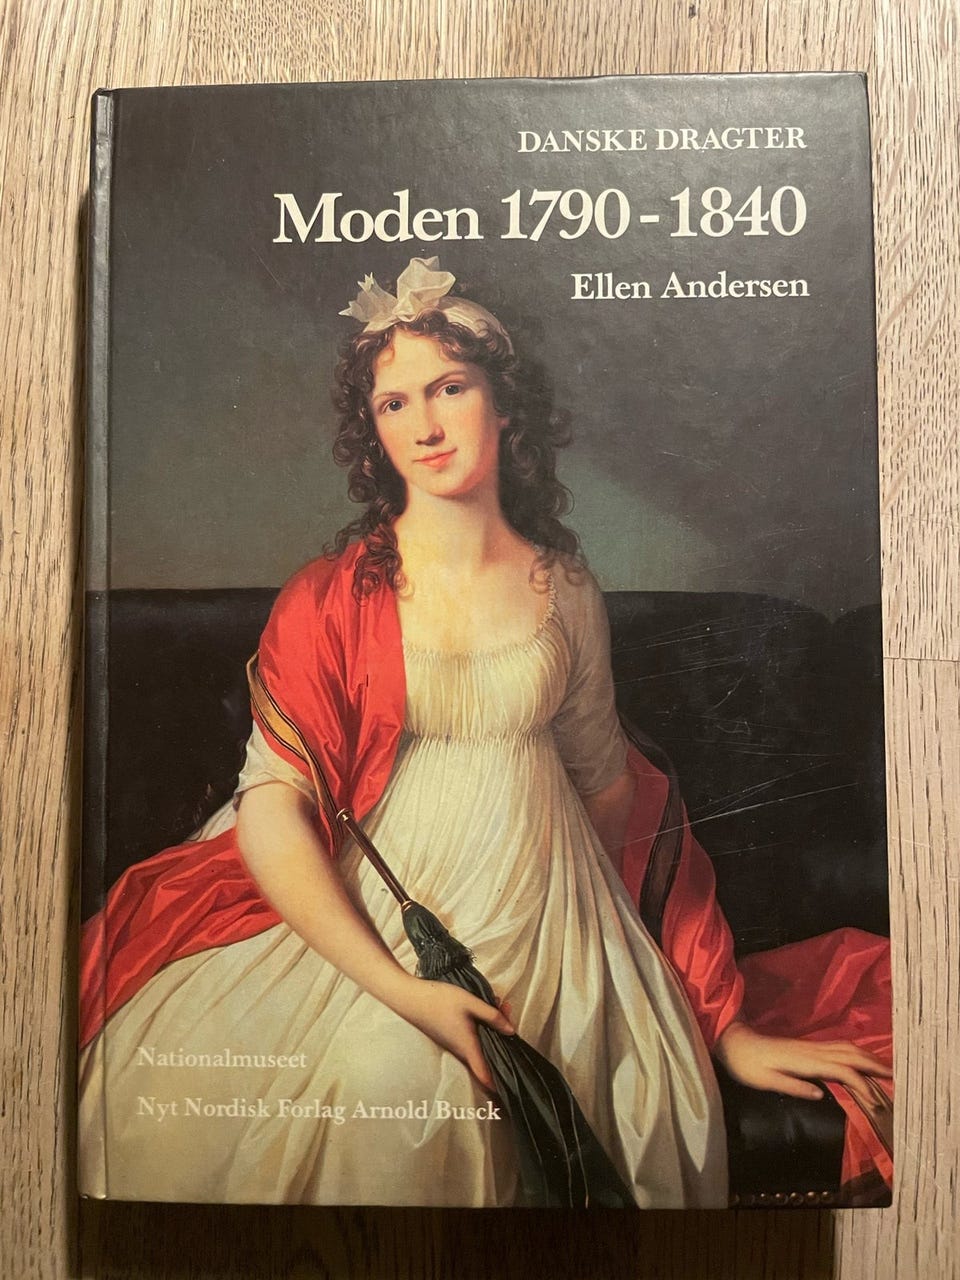 DANSKE DRAGTER
Moden 1790-1840
Ellen Andersen
Nationalmuseet
Nyt Nordisk Forlag Arnold Busck